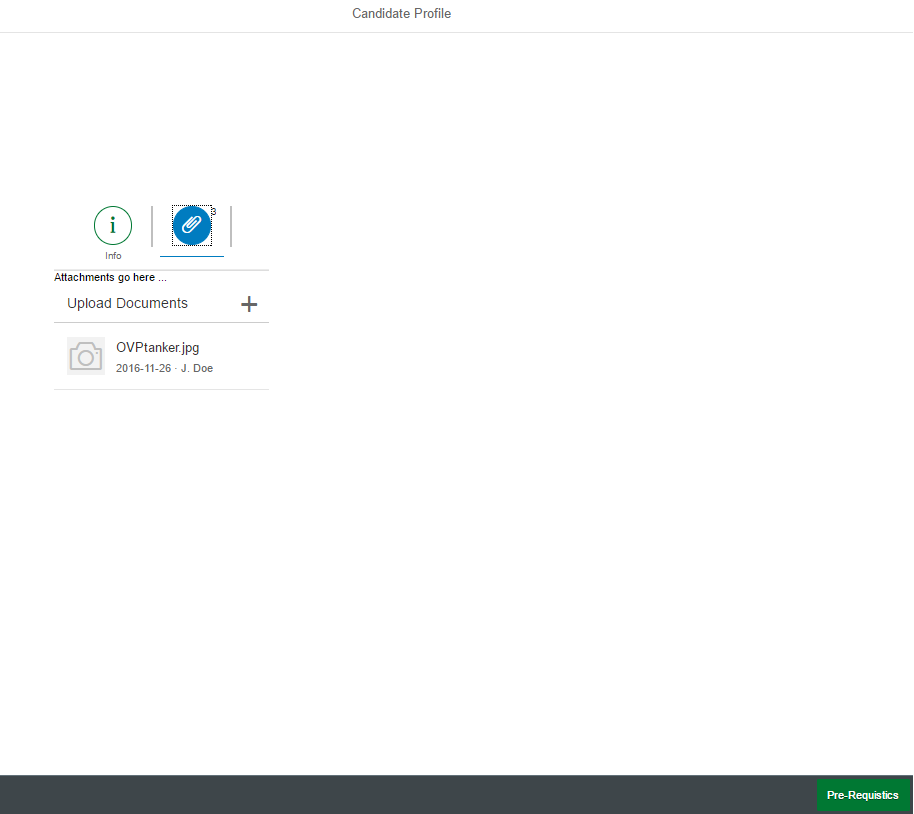 Candidate Profile
i
3
Info
Attachments go here ...
Upload Documents
OVPtanker.jpg
2016-11-26 · J. Doe
Pre-Requistics